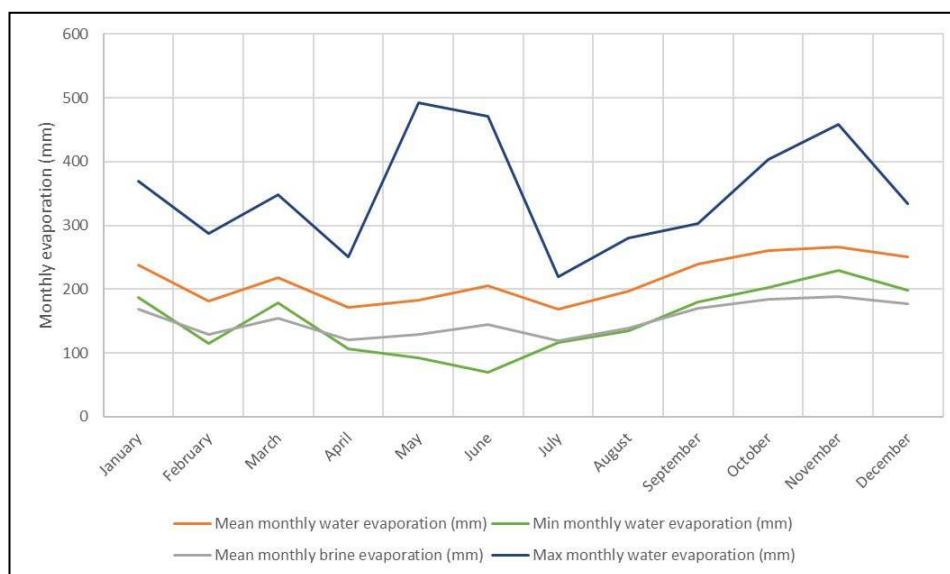 600
500
400
300
200
100
0
Monthly evaporation (mm)
January
February
March
April
May
June
July
August
September
October
November
December
Mean monthly water evaporation (mm)
Min monthly water evaporation (mm)
Mean monthly brine evaporation (mm)
Max monthly water evaporation (mm)